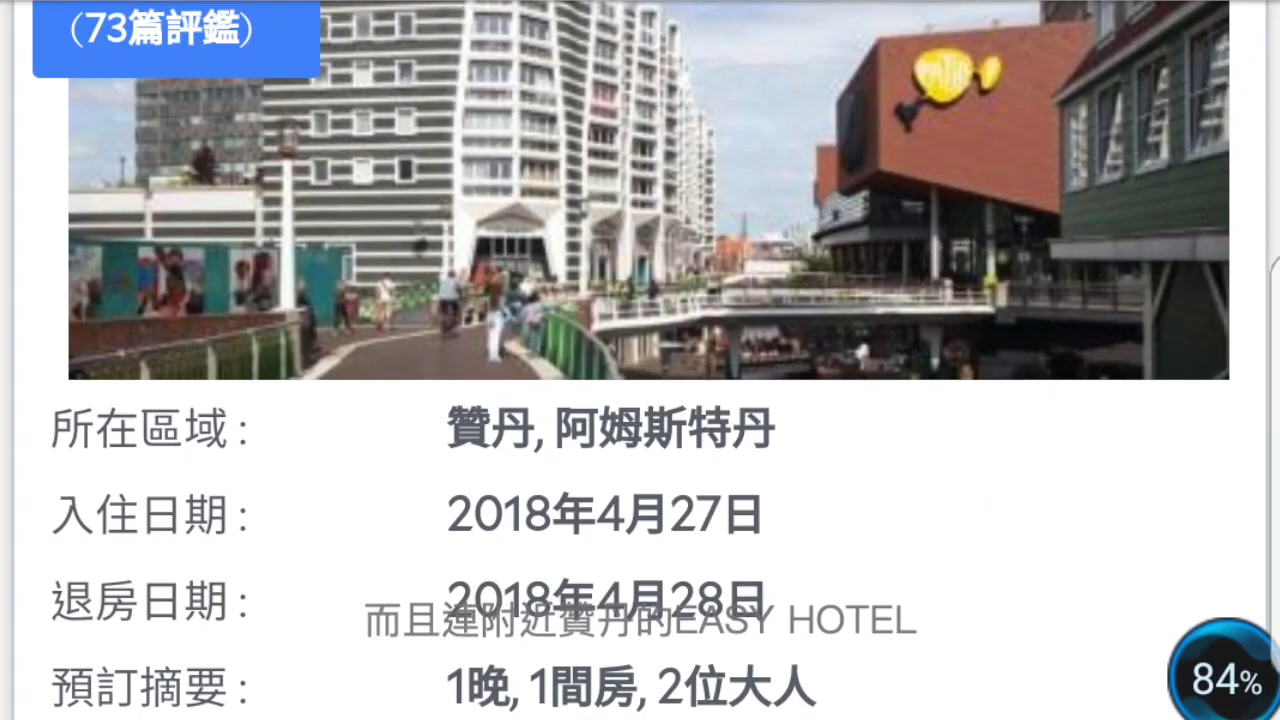 （73篇評鑑）
PATHÉ
所在區域 : 贊丹, 阿姆斯特丹
入住日期 : 2018年4月27日
退房日期 : 2018年4月28日
而且連附近贊丹的EASY HOTEL
預訂摘要 : 1晚, 1間房, 2位大人
84%